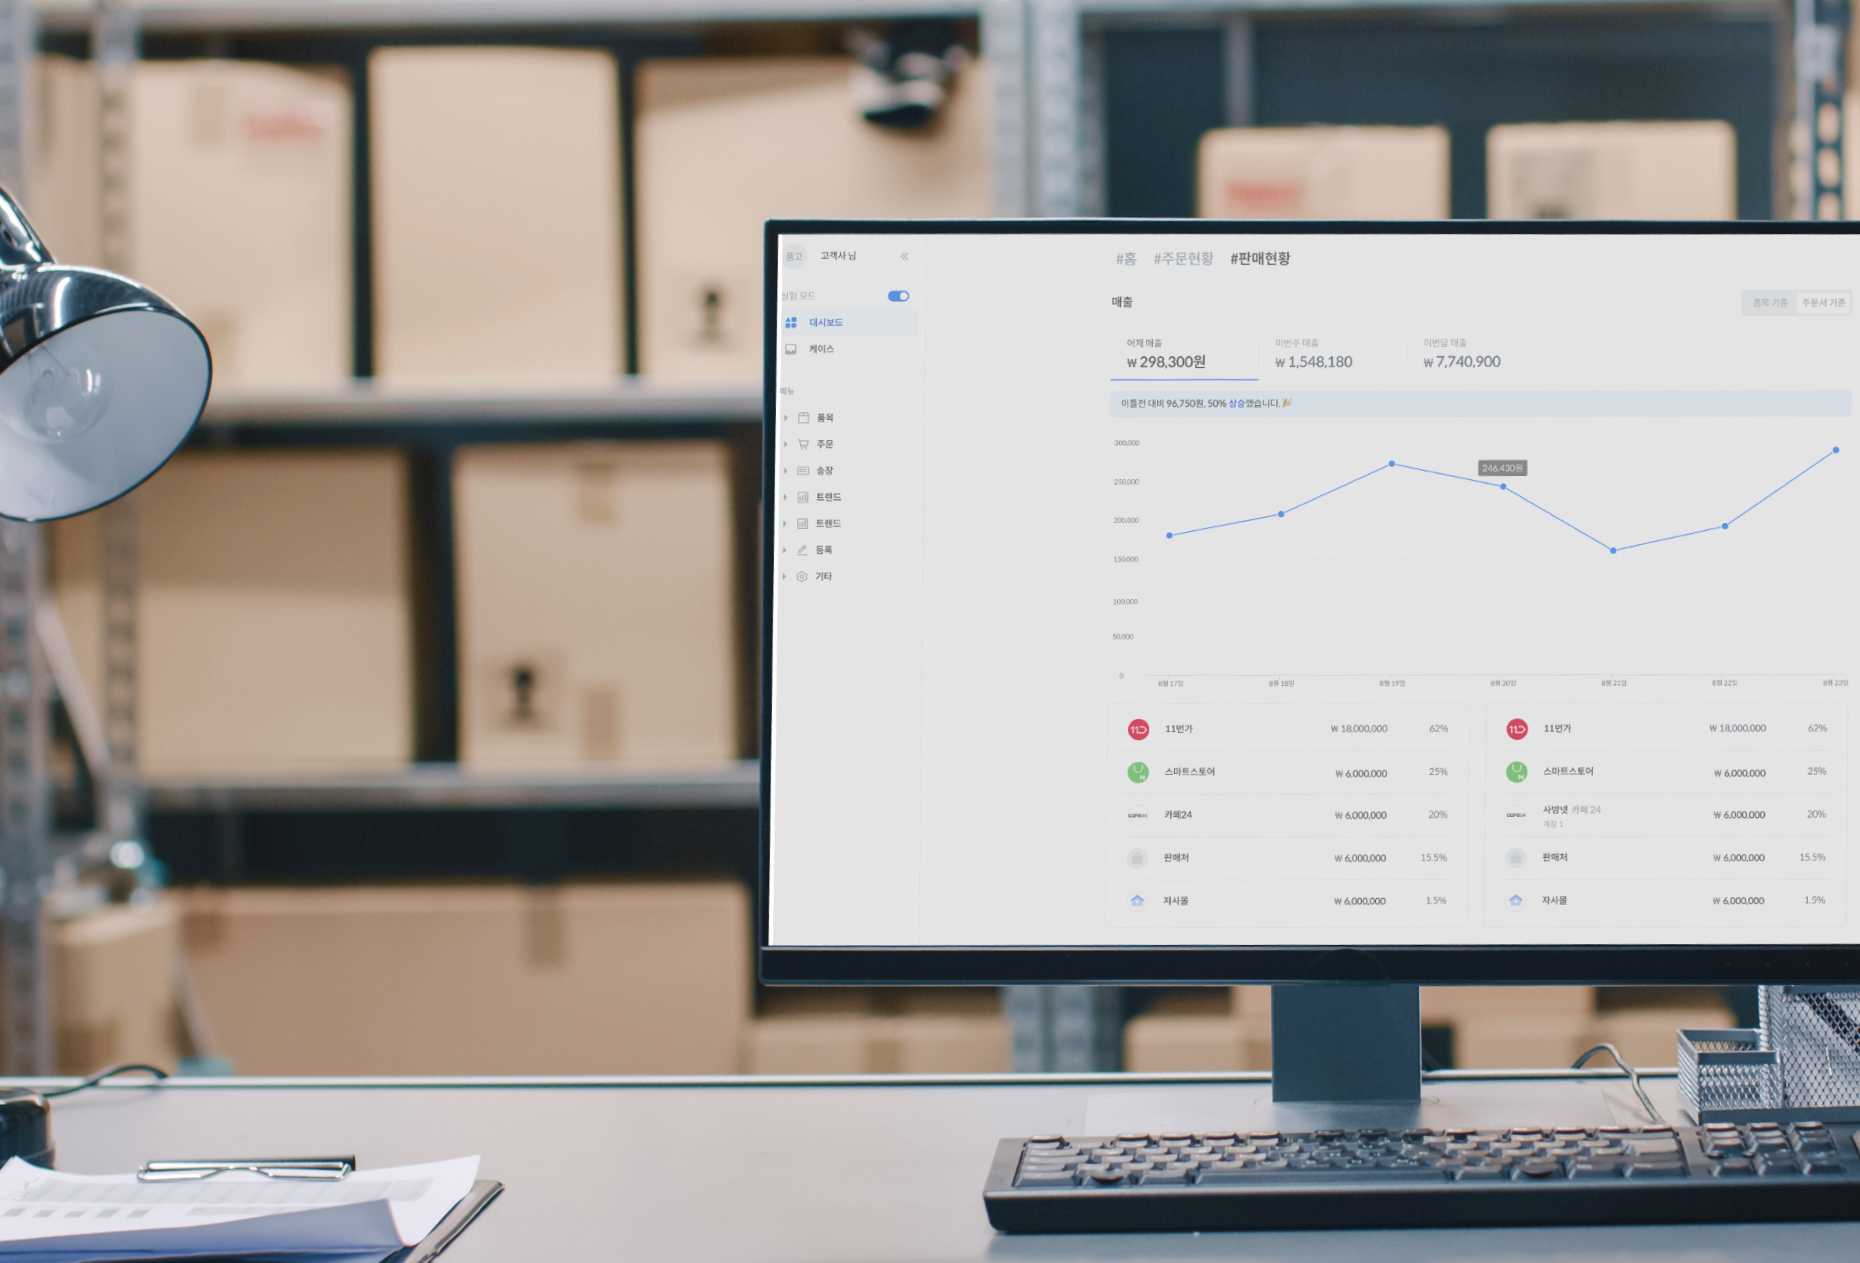 품고 고객사 님
실험 모드
대시보드
케이스
메뉴
품목
주문
송장
트렌드
트렌드
등록
기타
#홈 #주문현황 #판매현황
매출
품목 기준 주문서 기준
어제 매출
₩ 298,300원
이번주 매출
₩ 1,548,180
이번달 매출
₩ 7,740,900
이틀전 대비 96,750원, 50% 상승했습니다.🎉
300,000
250,000
200,000
150,000
100,000
50,000
0
246,430원
8월 17일 8월 18일 8월 19일 8월 20일 8월 21일 8월 22일 8월 23일
11번가 ₩ 18,000,000 62%
스마트스토어 ₩ 6,000,000 25%
cafe24 카페24 ₩ 6,000,000 20%
판매처 ₩ 6,000,000 15.5%
자사몰 ₩ 6,000,000 1.5%
11번가 ₩ 18,000,000 62%
스마트스토어 ₩ 6,000,000 25%
cafe24 사방넷 카페 24 ₩ 6,000,000 20%
계정 1
판매처 ₩ 6,000,000 15.5%
자사몰 ₩ 6,000,000 1.5%